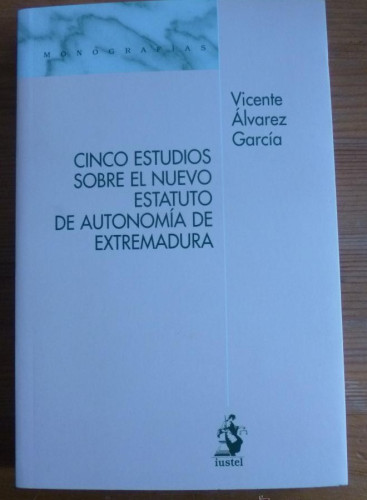 MONOGRAFÍAS
Vicente
Álvarez
García
CINCO ESTUDIOS
SOBRE EL NUEVO
ESTATUTO
DE AUTONOMÍA DE
EXTREMADURA
iustel